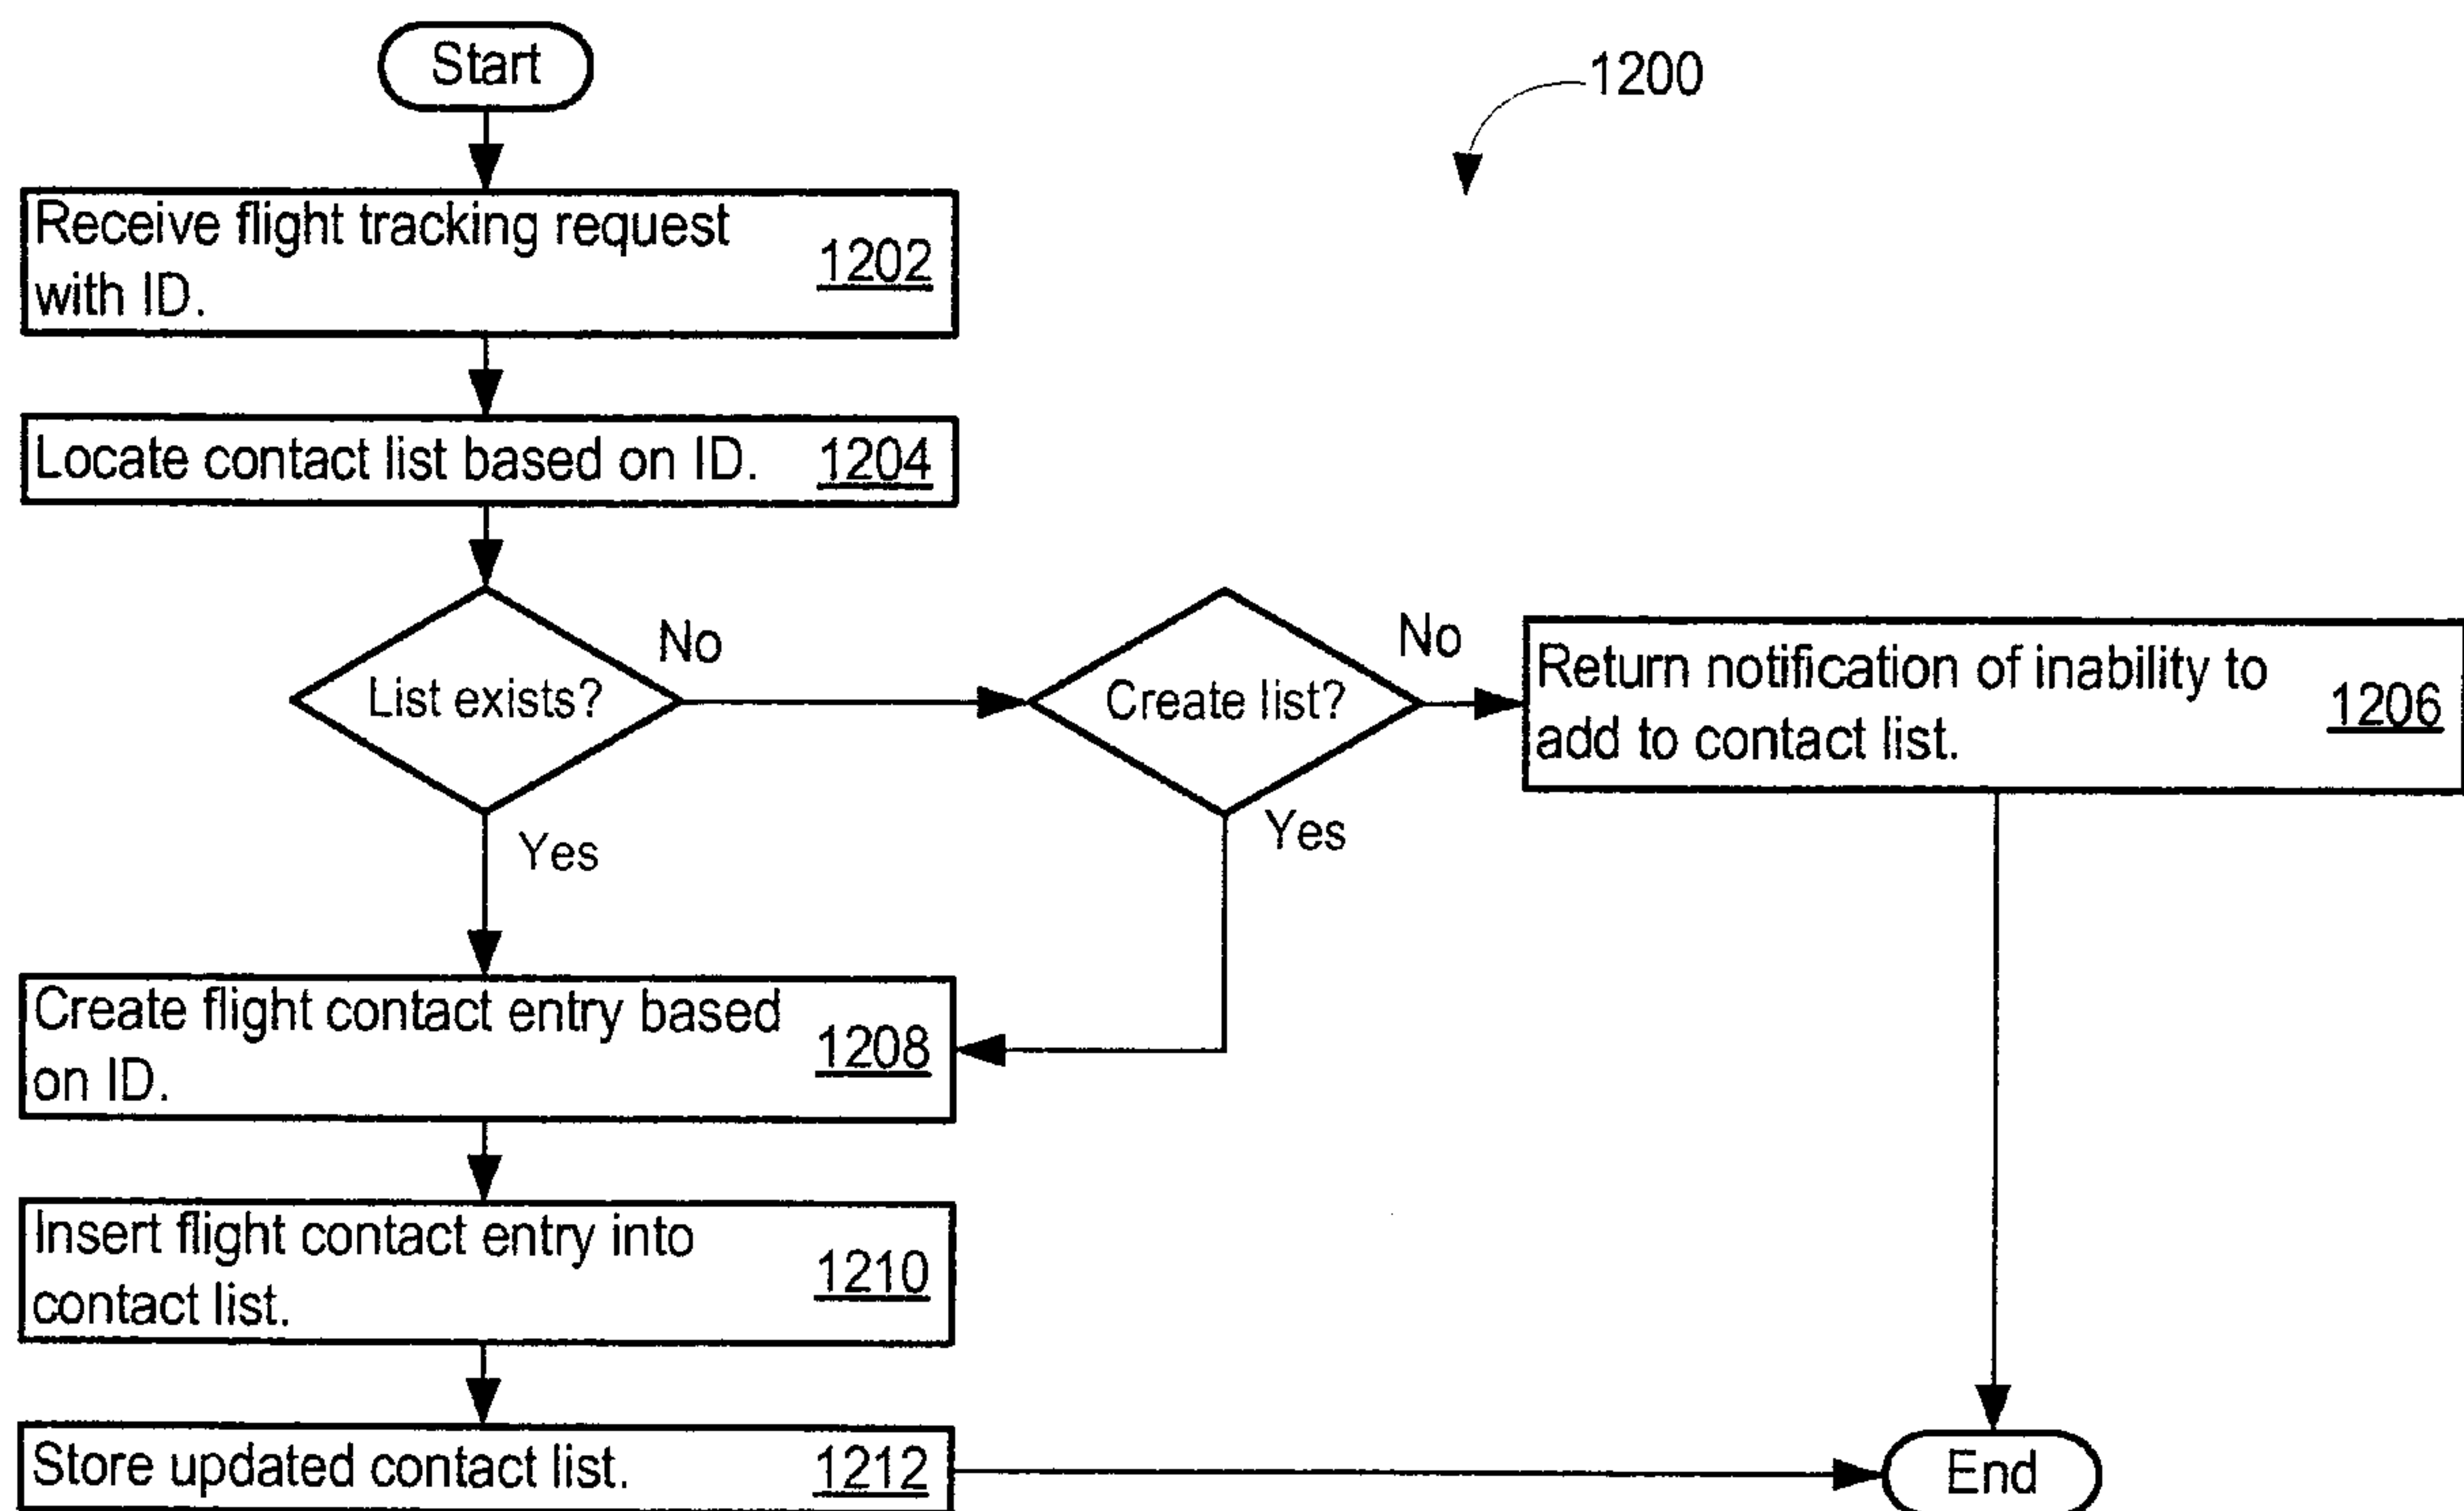 Start
1200
Receive flight tracking request
with ID.
1202
Locate contact list based on ID. 1204
List exists?
No
Yes
Create list?
No
Yes
Return notification of inability to
add to contact list.
1206
Create flight contact entry based
on ID.
1208
Insert flight contact entry into
contact list.
1210
Store updated contact list. 1212
End